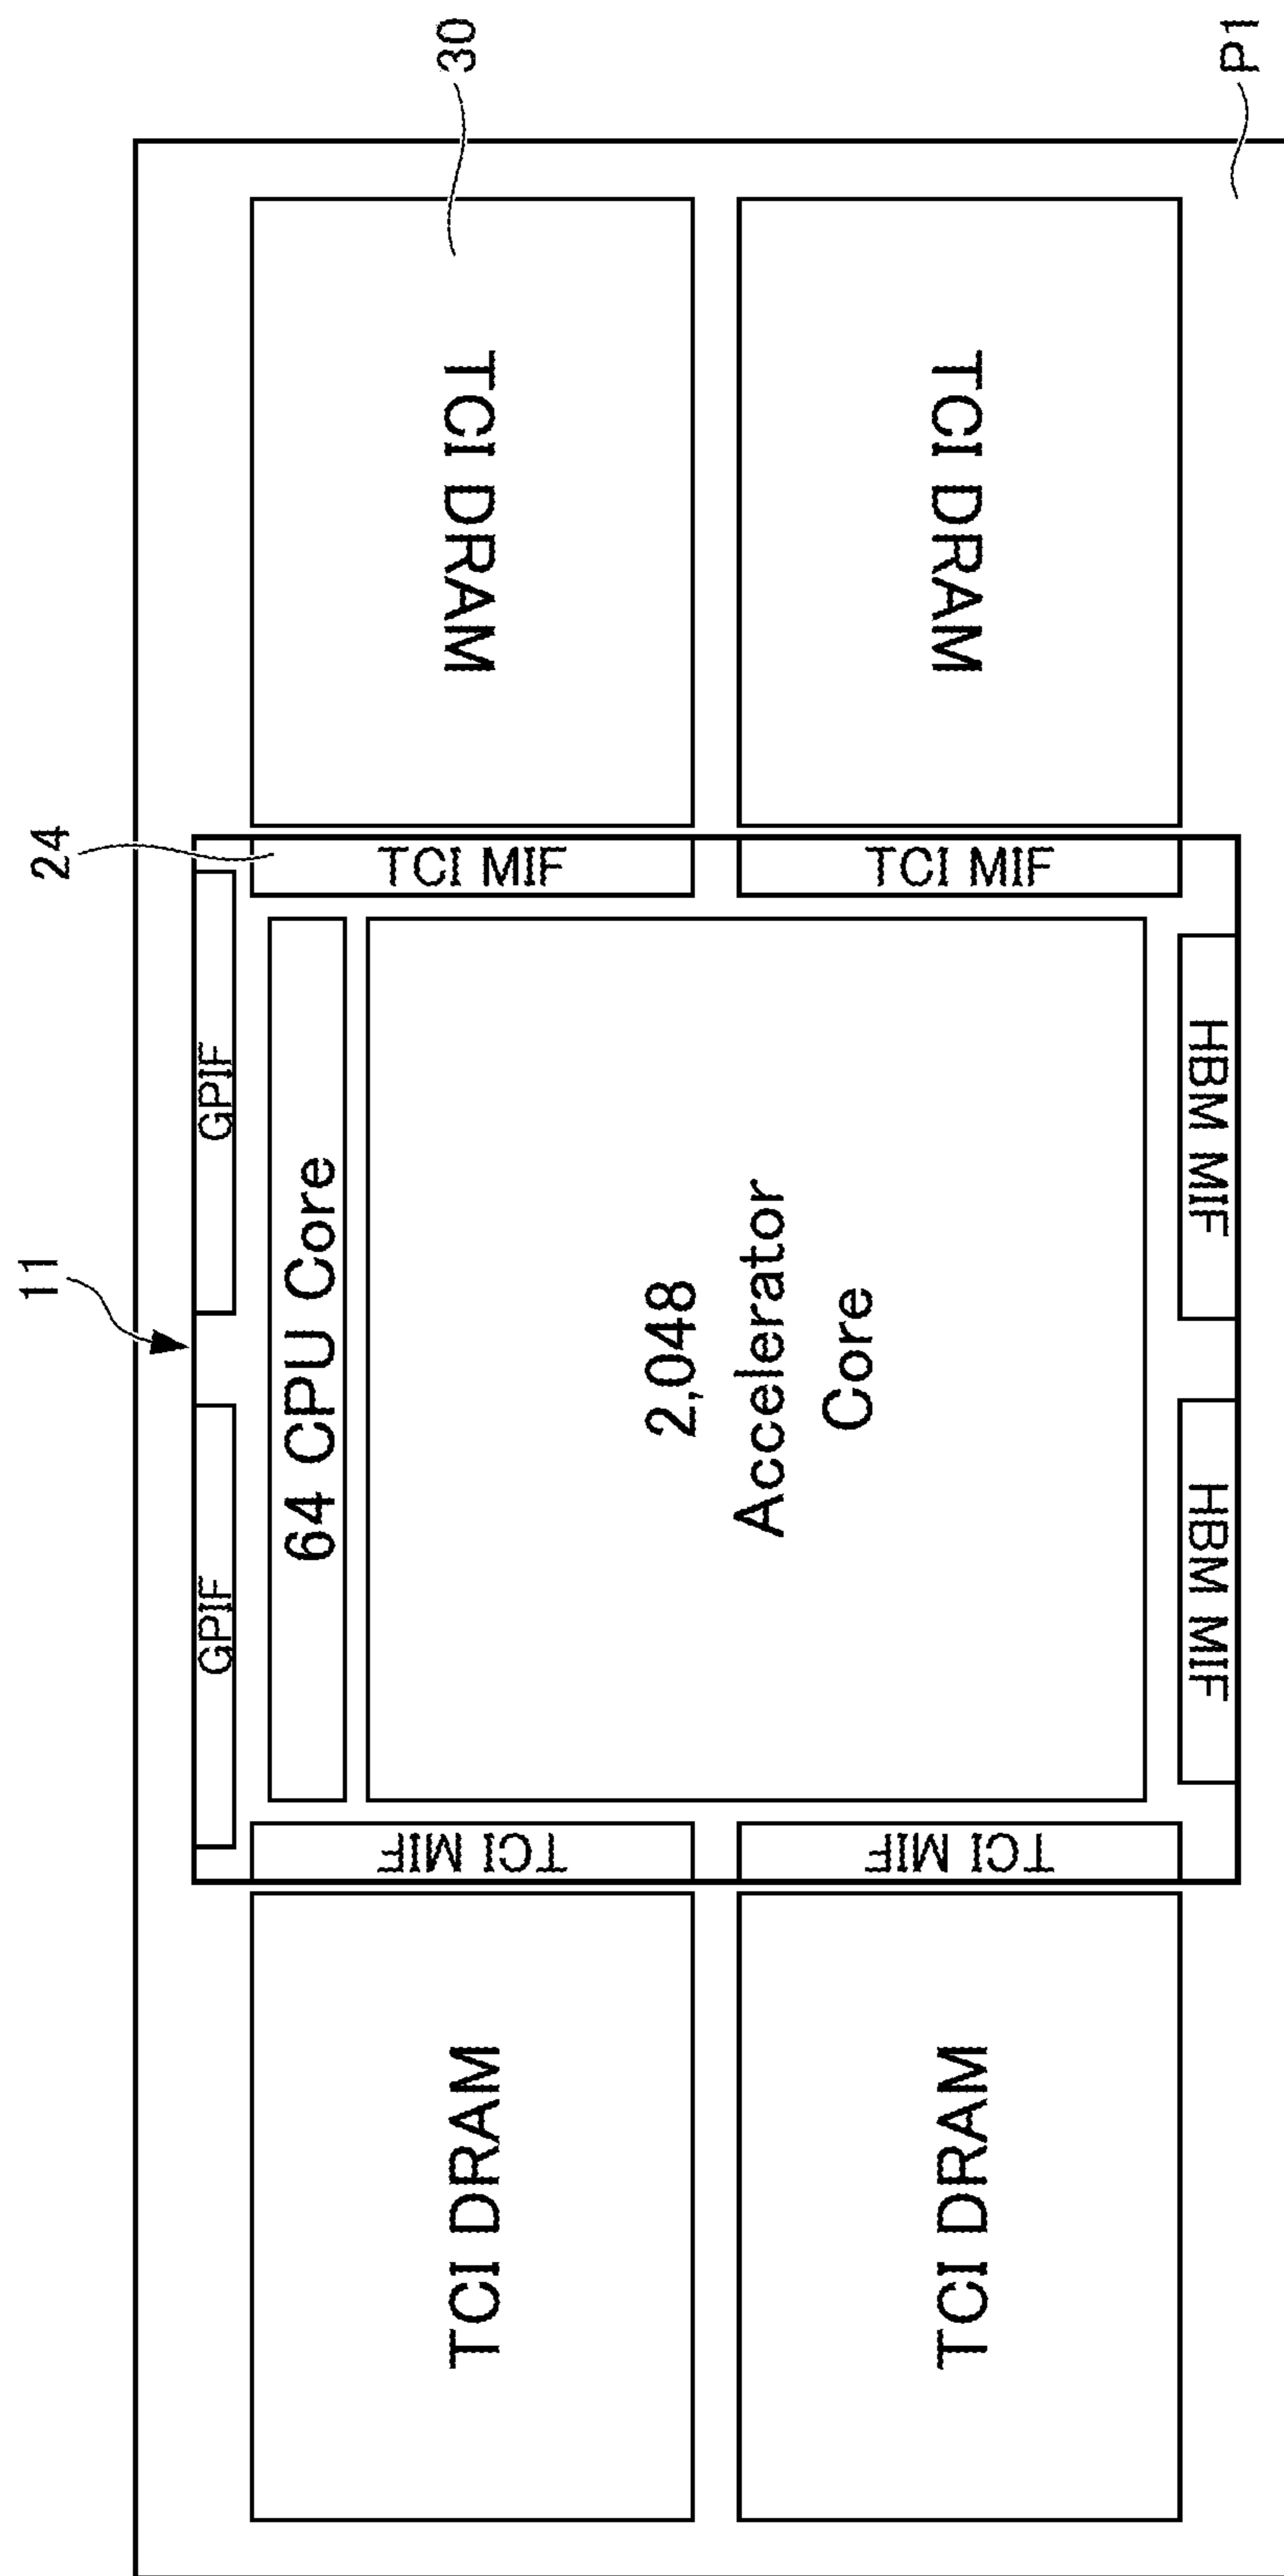 11
24
30
P1
GPIF
GPIF
64 CPU Core
2,048
Accelerator
Core
TCI MIF
TCI MIF
TCI MIF
TCI MIF
HBM MIF
HBM MIF
TCI DRAM
TCI DRAM
TCI DRAM
TCI DRAM